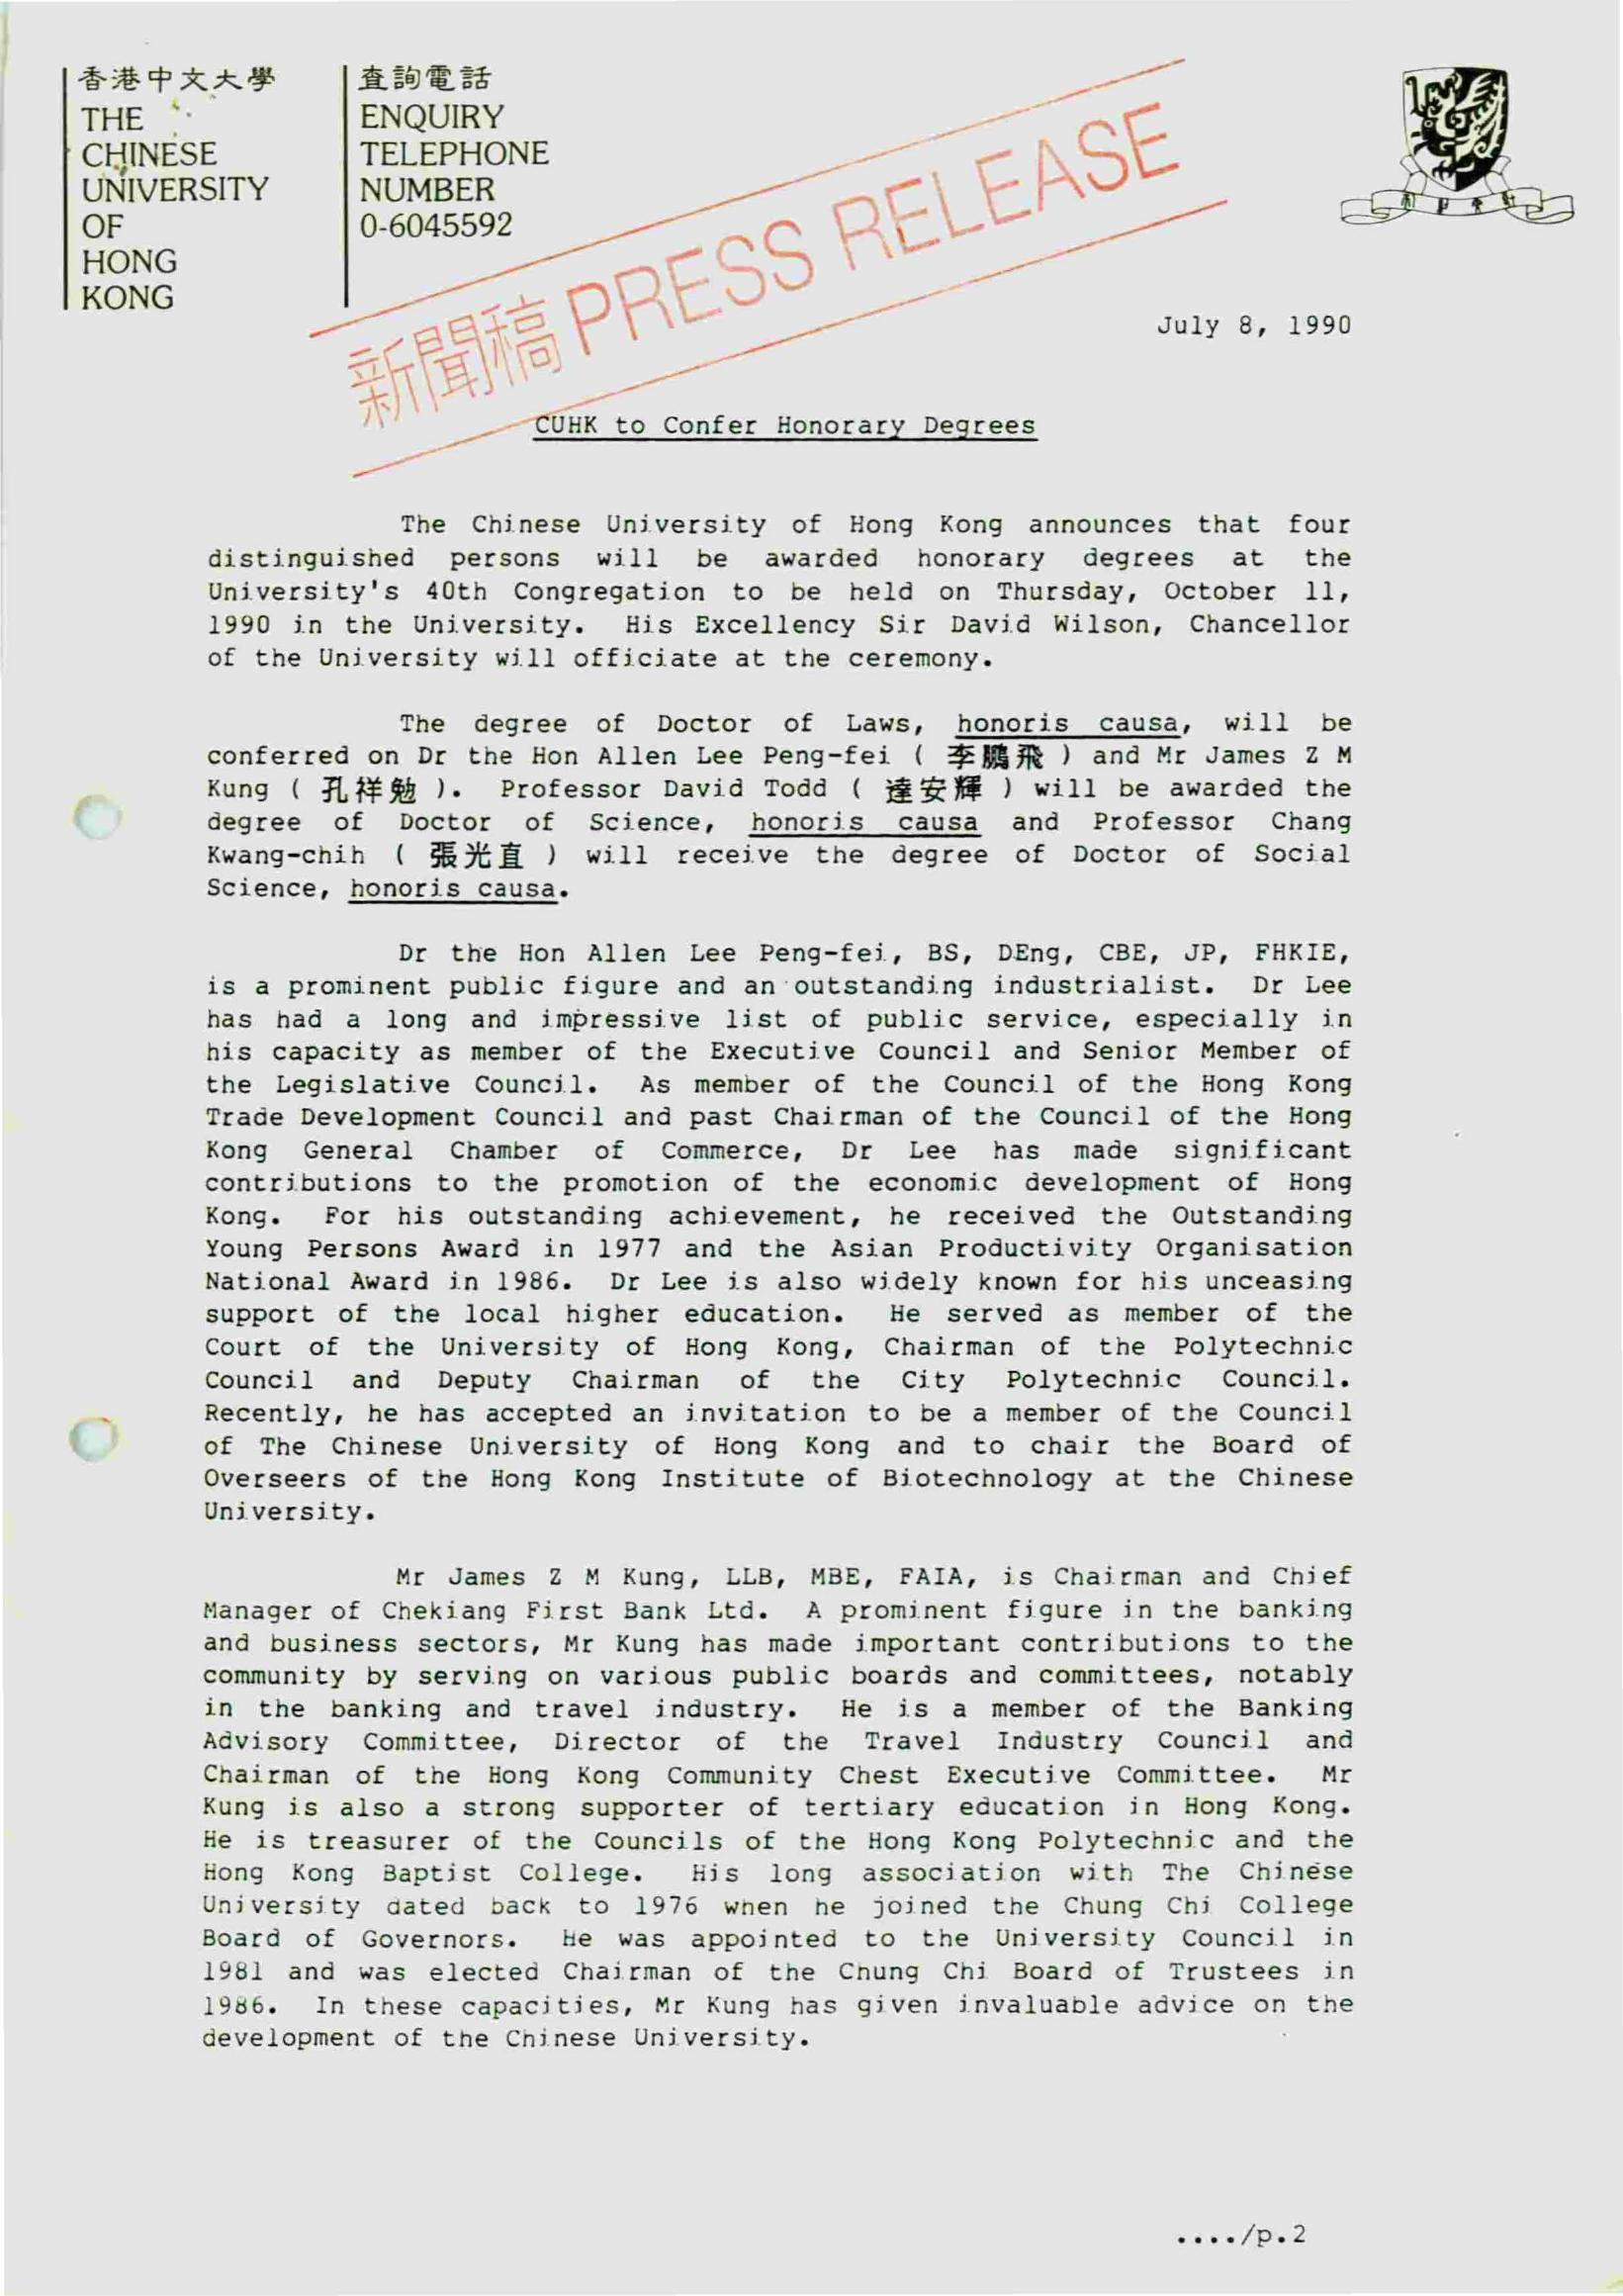 香港中文大學
THE
CHINESE
UNIVERSITY
OF
HONG
KONG
查詢電話
ENQUIRY
TELEPHONE
NUMBER
0-6045592
新聞稿 PRESS RELEASE
July 8, 1990
CUHK to Confer Honorary Degrees
The Chinese University of Hong Kong announces that four
distinguished persons will be awarded honorary degrees at the
University's 40th Congregation to be held on Thursday, October 11,
1990 in the University. His Excellency Sir David Wilson, Chancellor
of the University will officiate at the ceremony.
The degree of Doctor of Laws, honoris causa, will be
conferred on Dr the Hon Allen Lee Peng-fei ( 李鵬飛 ) and Mr James Z M
Kung ( 孔祥勉 ). Professor David Todd ( 達安輝 ) will be awarded the
degree of Doctor of Science, honoris causa and Professor Chang
Kwang-chih ( 張光直 ) will receive the degree of Doctor of Social
Science, honoris causa.
Dr the Hon Allen Lee Peng-fei, BS, DEng, CBE, JP, FHKIE,
is a prominent public figure and an outstanding industrialist. Dr Lee
has had a long and impressive list of public service, especially in
his capacity as member of the Executive Council and Senior Member of
the Legislative Council. As member of the Council of the Hong Kong
Trade Development Council and past Chairman of the Council of the Hong
Kong General Chamber of Commerce, Dr Lee has made significant
contributions to the promotion of the economic development of Hong
Kong. For his outstanding achievement, he received the Outstanding
Young Persons Award in 1977 and the Asian Productivity Organisation
National Award in 1986. Dr Lee is also widely known for his unceasing
support of the local higher education. He served as member of the
Court of the University of Hong Kong, Chairman of the Polytechnic
Council and Deputy Chairman of the City Polytechnic Council.
Recently, he has accepted an invitation to be a member of the Council
of The Chinese University of Hong Kong and to chair the Board of
Overseers of the Hong Kong Institute of Biotechnology at the Chinese
University.
Mr James Z M Kung, LLB, MBE, FAIA, is Chairman and Chief
Manager of Chekiang First Bank Ltd. A prominent figure in the banking
and business sectors, Mr Kung has made important contributions to the
community by serving on various public boards and committees, notably
in the banking and travel industry. He is a member of the Banking
Advisory Committee, Director of the Travel Industry Council and
Chairman of the Hong Kong Community Chest Executive Committee. Mr
Kung is also a strong supporter of tertiary education in Hong Kong.
He is treasurer of the Councils of the Hong Kong Polytechnic and the
Hong Kong Baptist College. His long association with The Chinese
University dated back to 1976 when he joined the Chung Chi College
Board of Governors. He was appointed to the University Council in
1981 and was elected Chairman of the Chung Chi Board of Trustees in
1986. In these capacities, Mr Kung has given invaluable advice on the
development of the Chinese University.
..../p.2